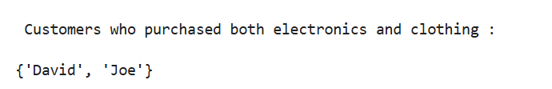 Customers who purchased both electronics and clothing :
{'David', 'Joe'}